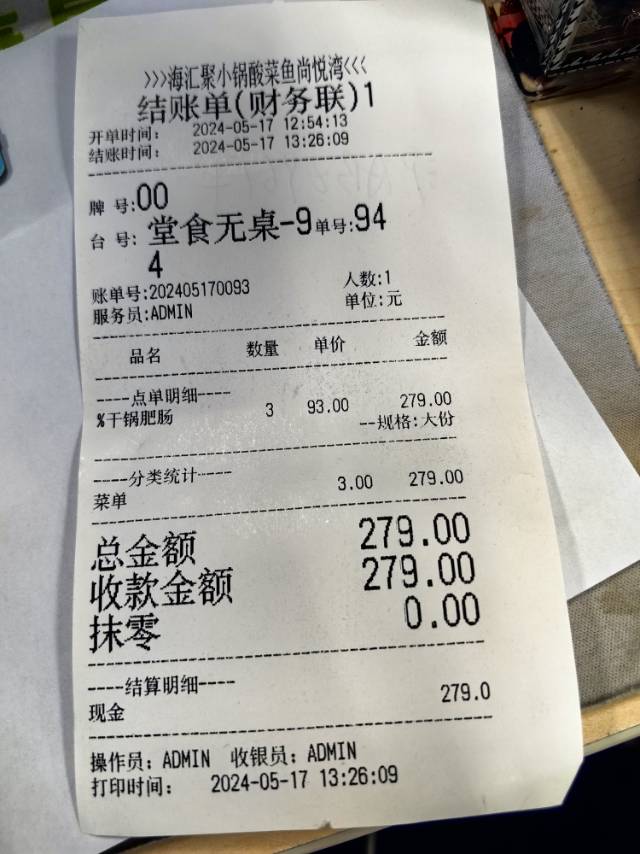 >>>海汇聚小锅酸菜鱼尚悦湾<<<
结账单(财务联)1
开单时间: 2024-05-17 12:54:13
结账时间: 2024-05-17 13:26:09
牌 号:00
台 号: 堂食无桌-9单号:94
4
账单号:202405170093 人数:1
服务员:ADMIN 单位:元
品名 数量 单价 金额
----点单明细----
%干锅肥肠 3 93.00 279.00
--规格:大份
----分类统计----
菜单 3.00 279.00
总金额 279.00
收款金额 279.00
抹零 0.00
----结算明细----
现金 279.0
操作员: ADMIN 收银员: ADMIN
打印时间: 2024-05-17 13:26:09